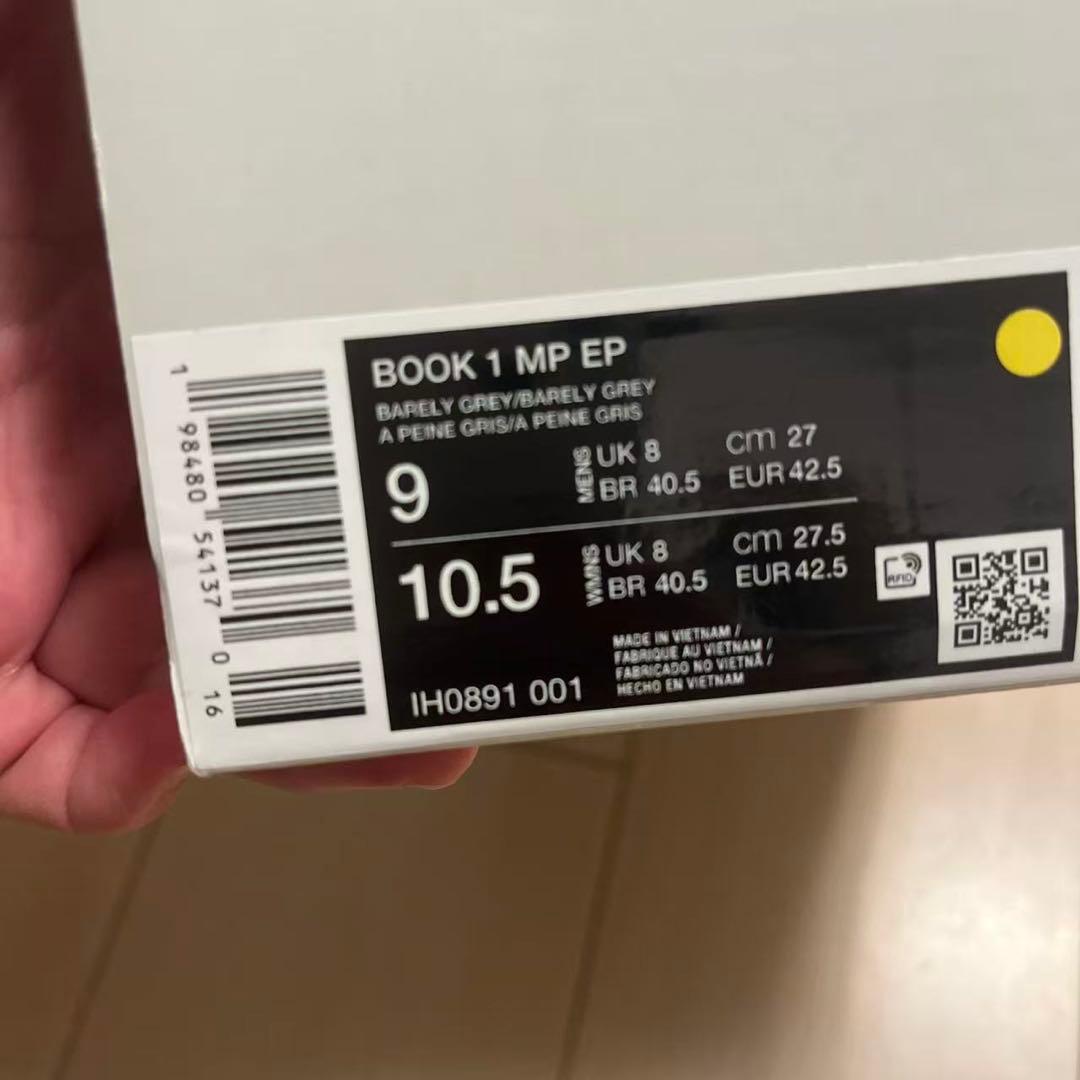 BOOK 1 MP EP
BARELY GREY/BARELY GREY
A PEINE GRIS/A PEINE GRIS
9
MENS
UK 8
cm 27
BR 40.5
EUR 42.5
10.5
WMNS
UK 8
cm 27.5
BR 40.5
EUR 42.5
IH0891 001
MADE IN VIETNAM /
FABRIQUE AU VIETNAM /
FABRICADO NO VIETNÃ /
HECHO EN VIETNAM
RFID
1 98480 54137 0 16